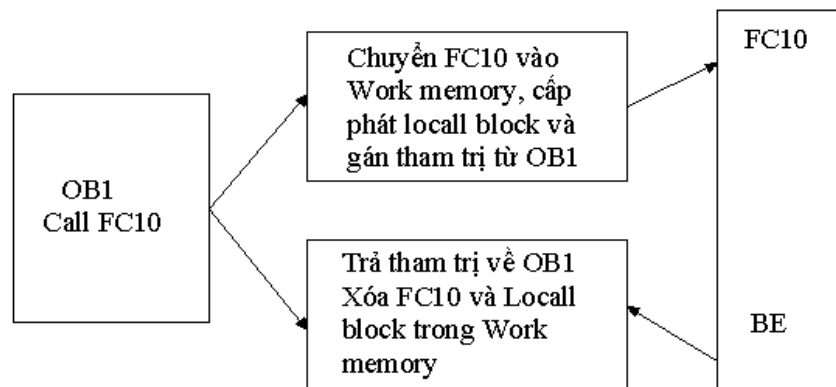 OB1
Call FC10
Chuyển FC10 vào
Work memory, cấp
phát locall block và
gán tham trị từ OB1
FC10
Trả tham trị về OB1
Xóa FC10 và Locall
block trong Work
memory
BE